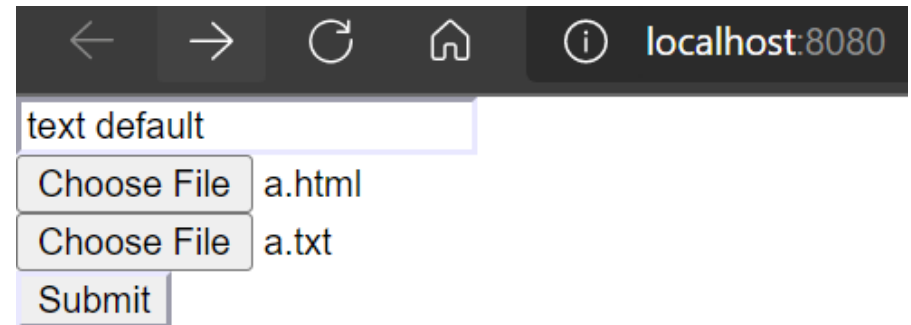 localhost:8080
text default
Choose File a.html
Choose File a.txt
Submit